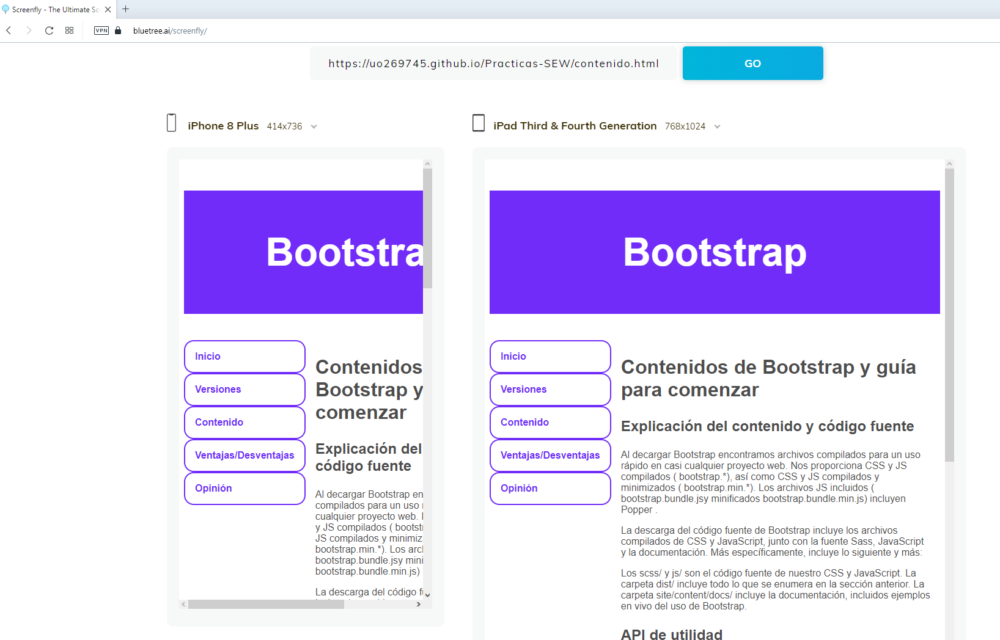 Screenfly - The Ultimate Sc
VPN
bluetree.ai/screenfly/
https://uo269745.github.io/Practicas-SEW/contenido.html
GO
iPhone 8 Plus 414x736
Bootstra
Inicio
Versiones
Contenido
Ventajas/Desventajas
Opinión
Contenidos
Bootstrap y
comenzar
Explicación del
código fuente
Al decargar Bootstrap en
compilados para un uso
cualquier proyecto web.
y JS compilados ( bootst
JS compilados y minimiz
bootstrap.min.*). Los arc
bootstrap.bundle.jsy mini
bootstrap.bundle.min.js)
La descarga del código f
iPad Third & Fourth Generation 768x1024
Bootstrap
Inicio
Versiones
Contenido
Ventajas/Desventajas
Opinión
Contenidos de Bootstrap y guía
para comenzar
Explicación del contenido y código fuente
Al decargar Bootstrap encontramos archivos compilados para un uso
rápido en casi cualquier proyecto web. Nos proporciona CSS y JS
compilados ( bootstrap.*), así como CSS y JS compilados y
minimizados ( bootstrap.min.*). Los archivos JS incluidos (
bootstrap.bundle.jsy minificados bootstrap.bundle.min.js) incluyen
Popper .
La descarga del código fuente de Bootstrap incluye los archivos
compilados de CSS y JavaScript, junto con la fuente Sass, JavaScript
y la documentación. Más específicamente, incluye lo siguiente y más:
Los scss/ y js/ son el código fuente de nuestro CSS y JavaScript. La
carpeta dist/ incluye todo lo que se enumera en la sección anterior. La
carpeta site/content/docs/ incluye la documentación, incluidos ejemplos
en vivo del uso de Bootstrap.
API de utilidad